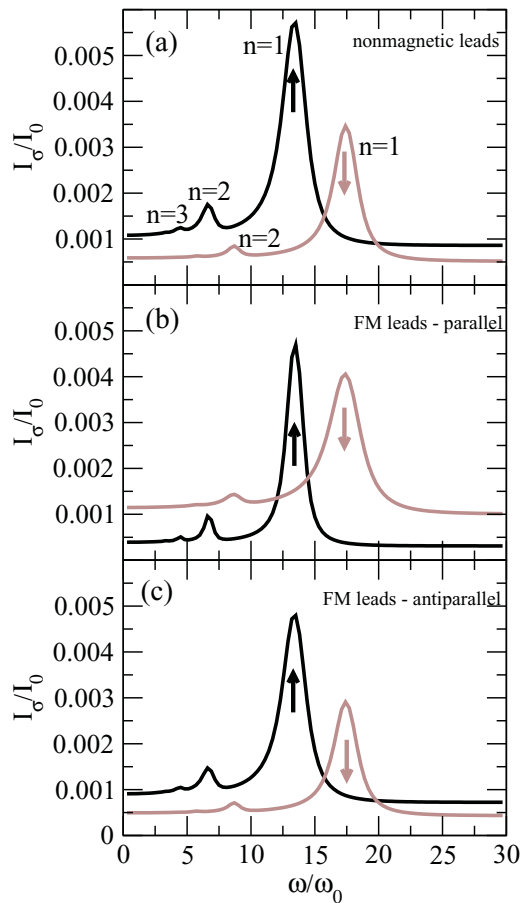 (a)
nonmagnetic leads
n=1
n=1
n=2
n=3
n=2
0.005
0.004
0.003
0.002
0.001
I_σ/I_0
(b)
FM leads - parallel
0.005
0.004
0.003
0.002
0.001
I_σ/I_0
(c)
FM leads - antiparallel
0.005
0.004
0.003
0.002
0.001
0
I_σ/I_0
0 5 10 15 20 25 30
ω/ω_0